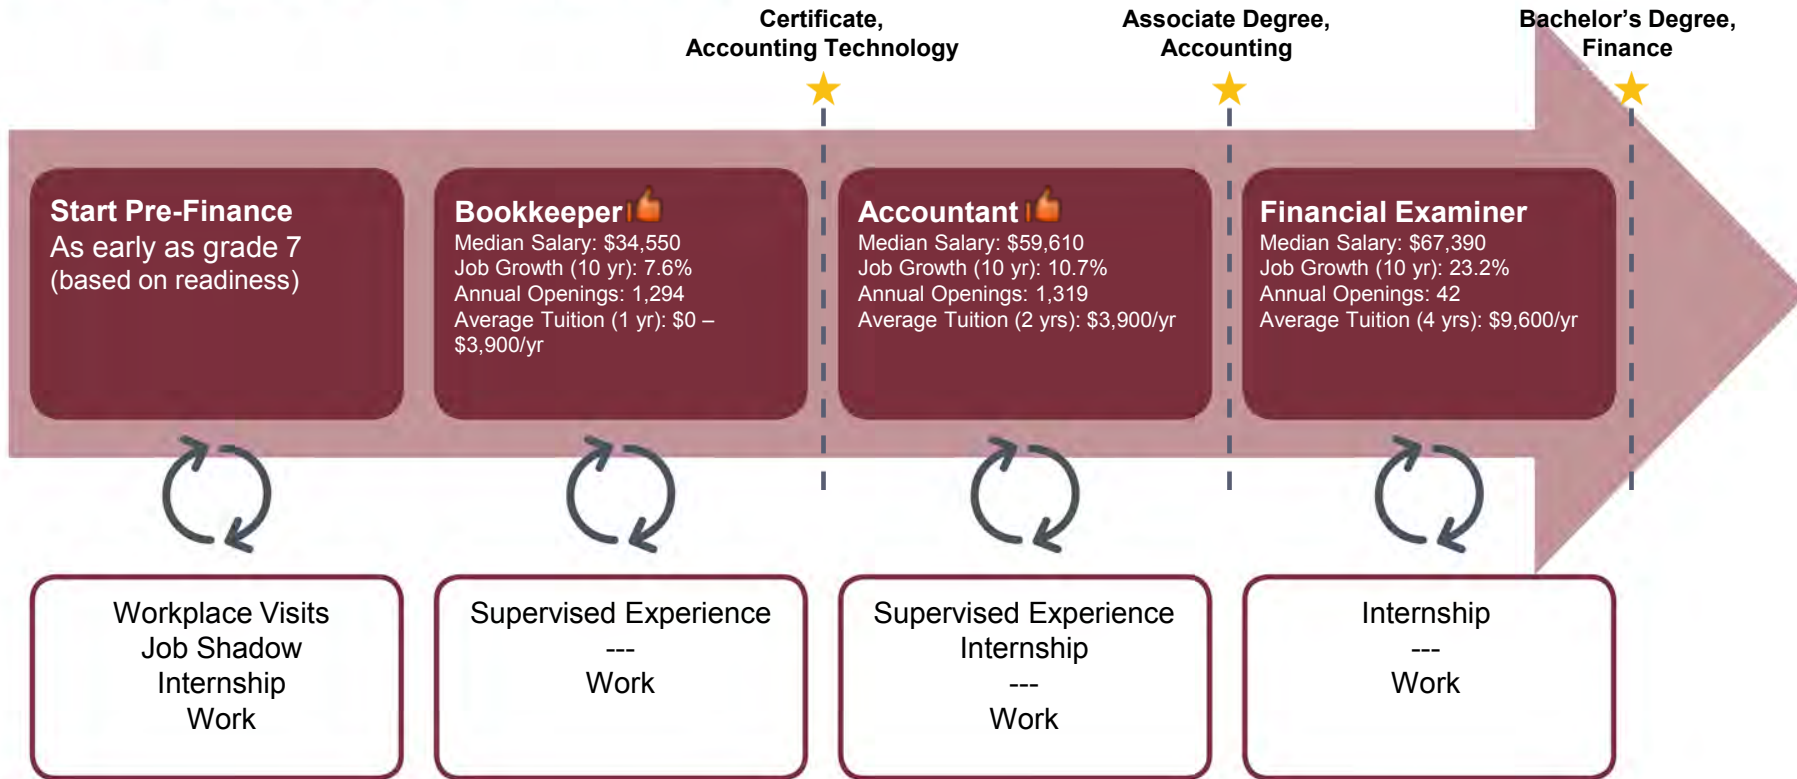 Certificate,
Accounting Technology
Associate Degree,
Accounting
Bachelor’s Degree,
Finance
Start Pre-Finance
As early as grade 7
(based on readiness)
Bookkeeper
Median Salary: $34,550
Job Growth (10 yr): 7.6%
Annual Openings: 1,294
Average Tuition (1 yr): $0 –
$3,900/yr
Accountant
Median Salary: $59,610
Job Growth (10 yr): 10.7%
Annual Openings: 1,319
Average Tuition (2 yrs): $3,900/yr
Financial Examiner
Median Salary: $67,390
Job Growth (10 yr): 23.2%
Annual Openings: 42
Average Tuition (4 yrs): $9,600/yr
Workplace Visits
Job Shadow
Internship
Work
Supervised Experience
---
Work
Supervised Experience
Internship
---
Work
Internship
---
Work